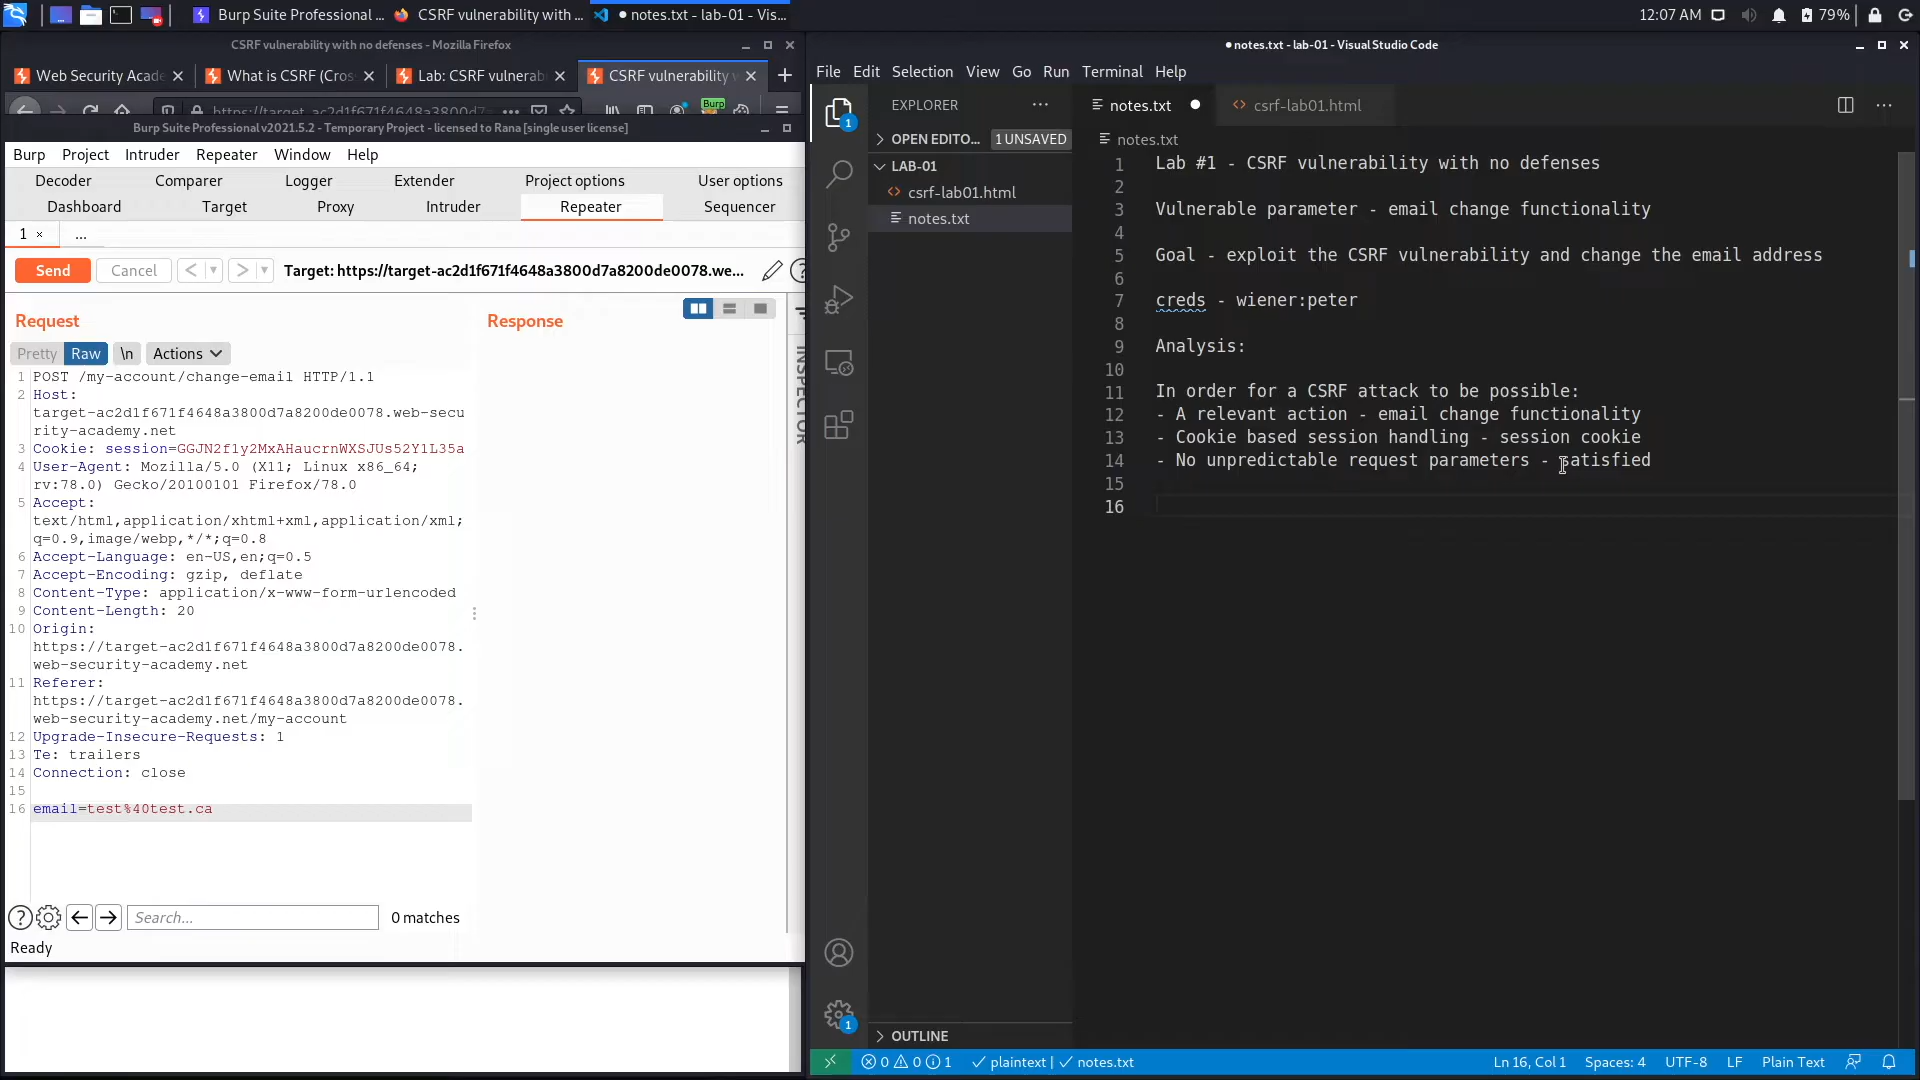 Burp Suite Professional ...
CSRF vulnerability with ...
notes.txt - lab-01 - Vis...
12:07 AM
79%
CSRF vulnerability with no defenses - Mozilla Firefox
Web Security Acade
What is CSRF (Cros
Lab: CSRF vulnerab
CSRF vulnerability w
Burp
Burp Suite Professional v2021.5.2 - Temporary Project - licensed to Rana [single user license]
Burp Project Intruder Repeater Window Help
Decoder Comparer Logger Extender Project options User options
Dashboard Target Proxy Intruder Repeater Sequencer
1 ×
...
Send
Cancel
Target: https://target-ac2d1f671f4648a3800d7a8200de0078.we...
Request
Response
INSPECTOR
Pretty Raw \n Actions
1 POST /my-account/change-email HTTP/1.1
2 Host:
target-ac2d1f671f4648a3800d7a8200de0078.web-secu
rity-academy.net
3 Cookie: session=GGJN2f1y2MxAHaucrnWXSJUs52Y1L35a
4 User-Agent: Mozilla/5.0 (X11; Linux x86_64;
rv:78.0) Gecko/20100101 Firefox/78.0
5 Accept:
text/html,application/xhtml+xml,application/xml;
q=0.9,image/webp,*/*;q=0.8
6 Accept-Language: en-US,en;q=0.5
7 Accept-Encoding: gzip, deflate
8 Content-Type: application/x-www-form-urlencoded
9 Content-Length: 20
10 Origin:
https://target-ac2d1f671f4648a3800d7a8200de0078.
web-security-academy.net
11 Referer:
https://target-ac2d1f671f4648a3800d7a8200de0078.
web-security-academy.net/my-account
12 Upgrade-Insecure-Requests: 1
13 Te: trailers
14 Connection: close
15
16 email=test%40test.ca
Search...
0 matches
Ready
notes.txt - lab-01 - Visual Studio Code
File Edit Selection View Go Run Terminal Help
EXPLORER
OPEN EDITO... 1 UNSAVED
LAB-01
csrf-lab01.html
notes.txt
OUTLINE
1
1
notes.txt
csrf-lab01.html
notes.txt
1 Lab #1 - CSRF vulnerability with no defenses
2
3 Vulnerable parameter - email change functionality
4
5 Goal - exploit the CSRF vulnerability and change the email address
6
7 creds - wiener:peter
8
9 Analysis:
10
11 In order for a CSRF attack to be possible:
12 - A relevant action - email change functionality
13 - Cookie based session handling - session cookie
14 - No unpredictable request parameters - satisfied
15
16
0 0 1 plaintext | notes.txt
Ln 16, Col 1 Spaces: 4 UTF-8 LF Plain Text